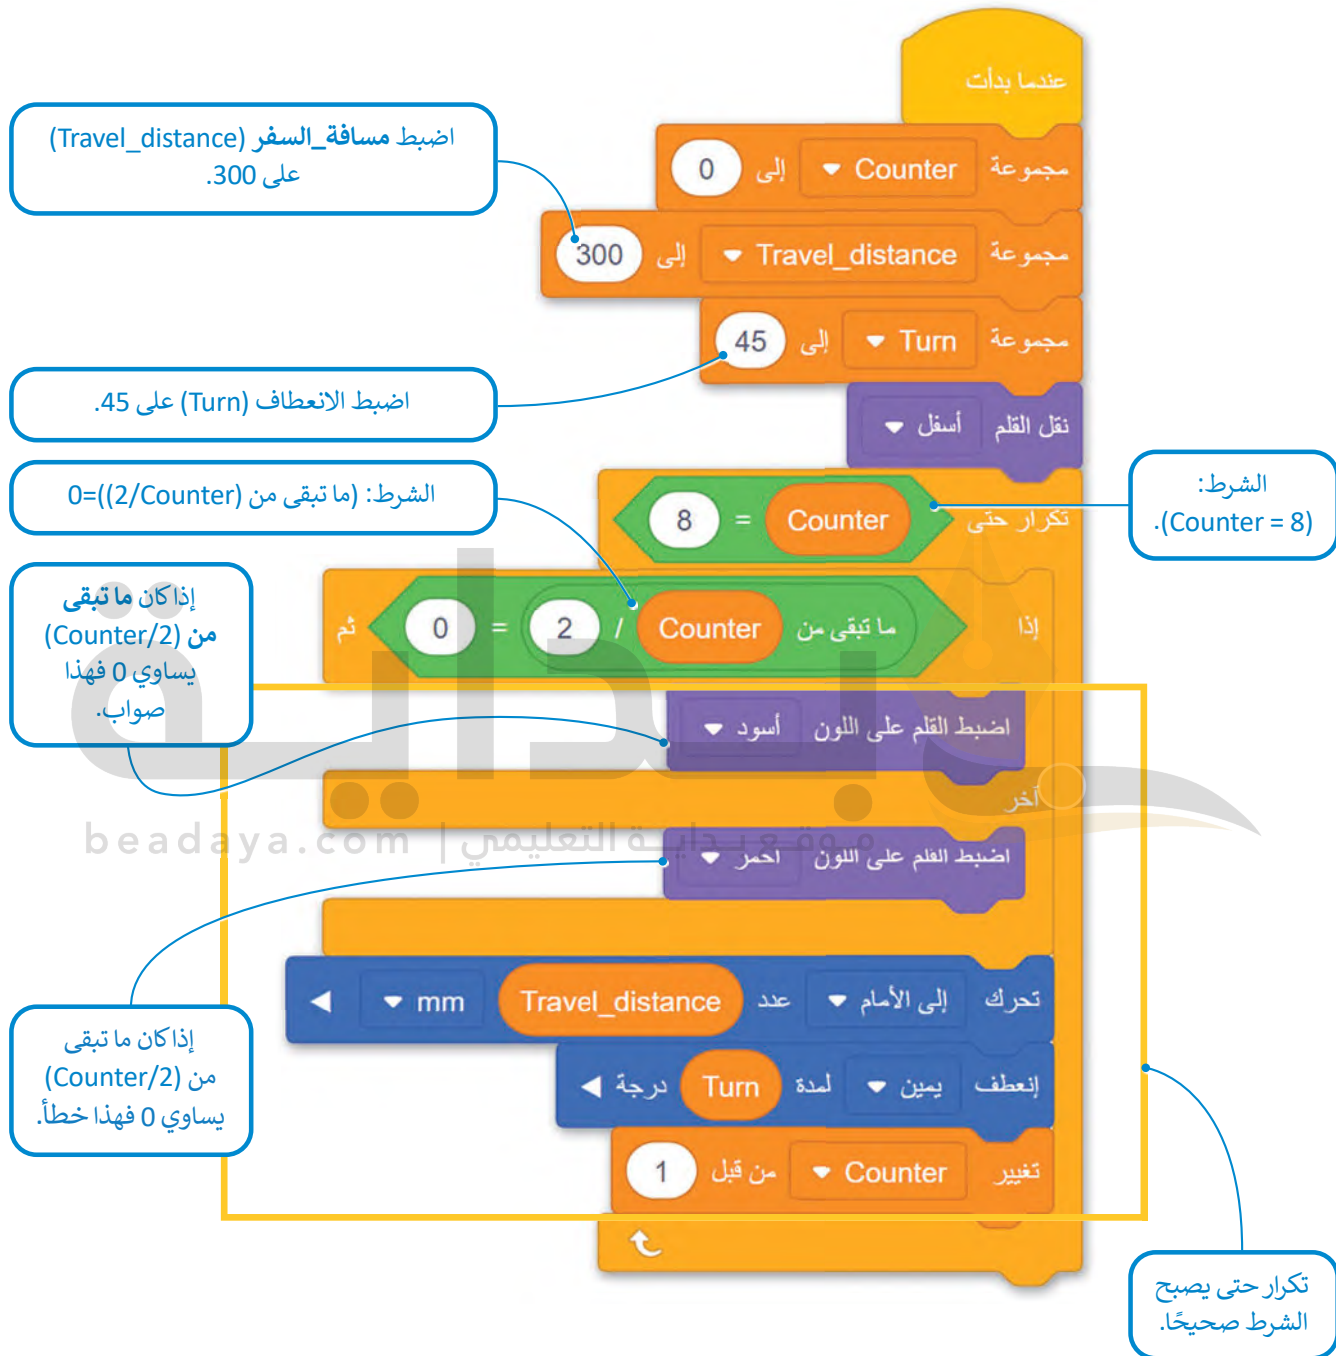 عندما بدأت
مجموعة Counter إلى 0
مجموعة Travel_distance إلى 300
مجموعة Turn إلى 45
نقل القلم أسفل
تكرار حتى Counter = 8
إذا ما تبقى من Counter / 2 = 0 ثم
اضبط القلم على اللون أسود
آخر
اضبط القلم على اللون احمر
تحرك إلى الأمام عدد Travel_distance mm
إنعطف يمين لمدة Turn درجة
تغيير Counter من قبل 1
اضبط مسافة_السفر (Travel_distance)
على 300.
اضبط الانعطاف (Turn) على 45.
الشرط: (ما تبقى من (2/Counter))=0
الشرط:
(Counter = 8).
إذا كان ما تبقى
من (Counter/2)
يساوي 0 فهذا
صواب.
إذا كان ما تبقى
من (Counter/2)
يساوي 0 فهذا خطأ.
تكرار حتى يصبح
الشرط صحيحًا.
بداية
موقع بداية التعليمي | beadaya.com